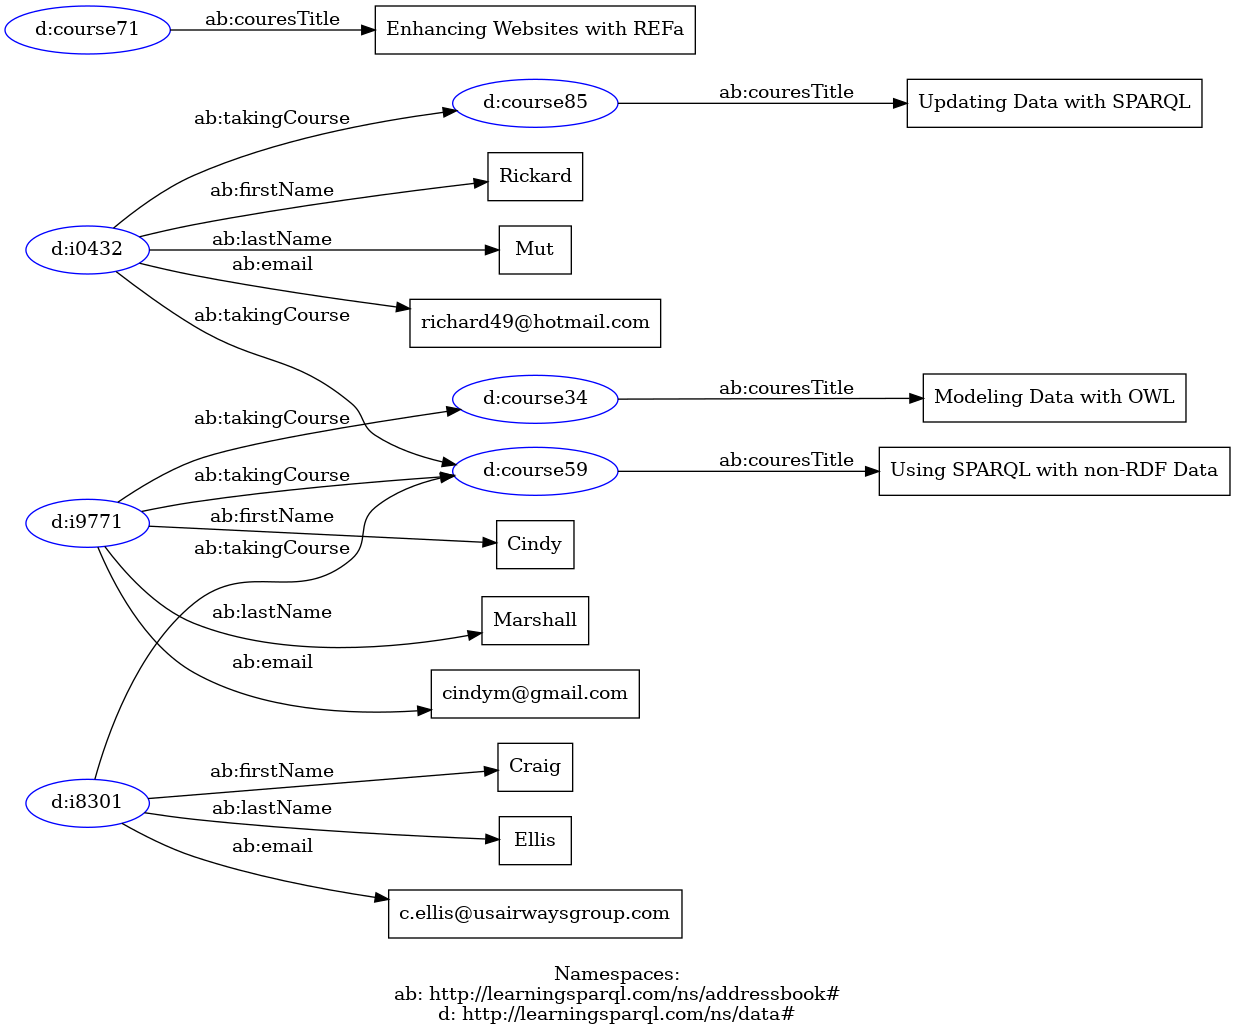 d:course71
ab:couresTitle
Enhancing Websites with REFa
d:course85
ab:couresTitle
Updating Data with SPARQL
ab:takingCourse
Rickard
ab:firstName
d:i0432
ab:lastName
Mut
ab:email
ab:takingCourse
richard49@hotmail.com
d:course34
ab:couresTitle
Modeling Data with OWL
ab:takingCourse
d:course59
ab:couresTitle
Using SPARQL with non-RDF Data
ab:takingCourse
d:i9771
ab:firstName
Cindy
ab:takingCourse
ab:lastName
Marshall
ab:email
cindym@gmail.com
ab:firstName
Craig
d:i8301
ab:lastName
Ellis
ab:email
c.ellis@usairwaysgroup.com
Namespaces:
ab: http://learningsparql.com/ns/addressbook#
d: http://learningsparql.com/ns/data#